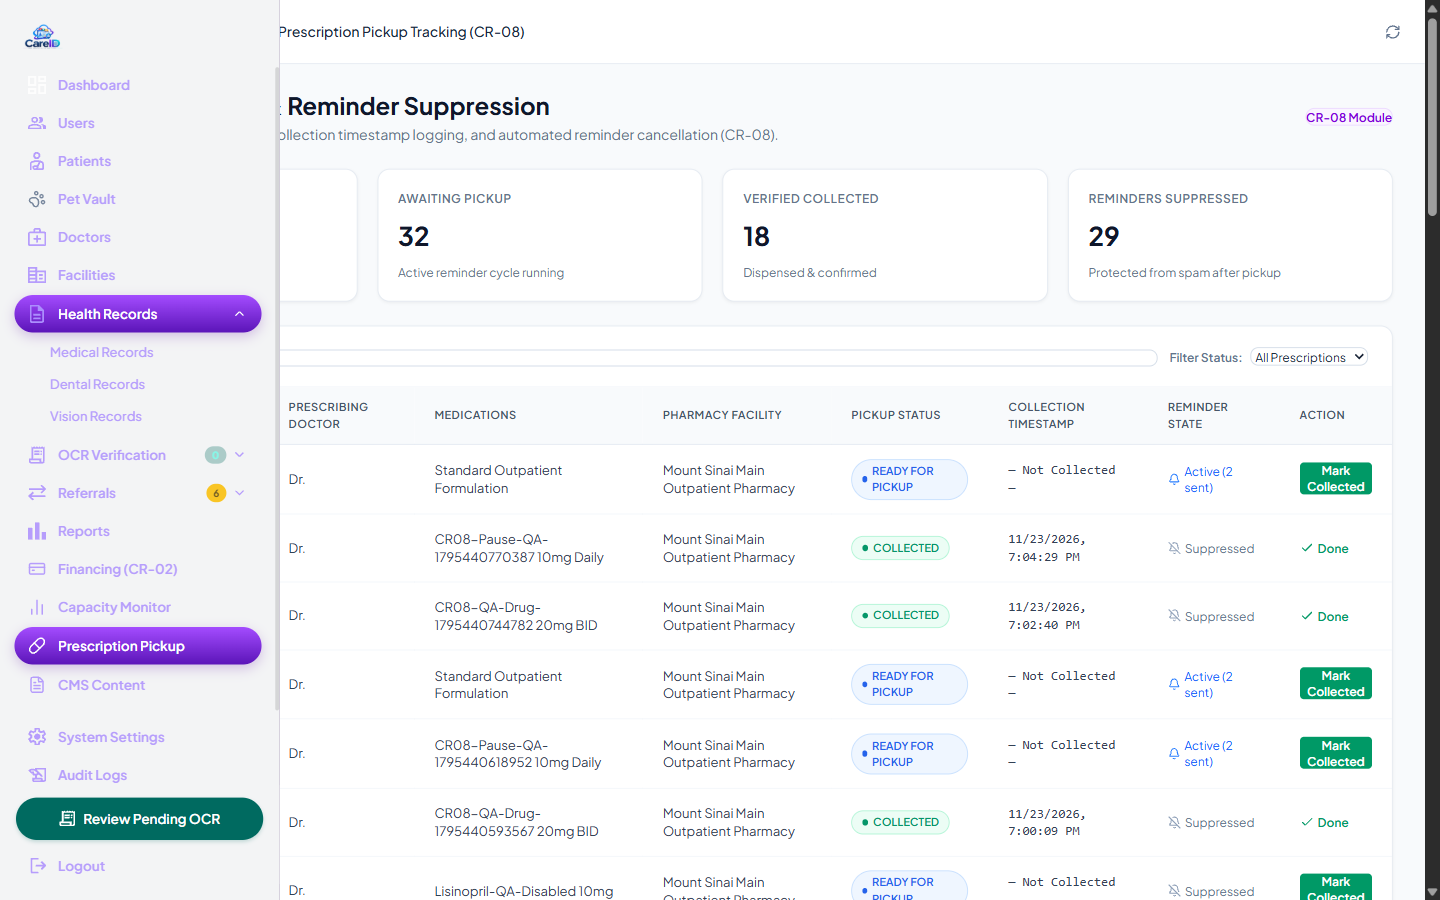 CareID
Dashboard
Users
Patients
Pet Vault
Doctors
Facilities
Health Records
Medical Records
Dental Records
Vision Records
OCR Verification 0
Referrals 6
Reports
Financing (CR-02)
Capacity Monitor
Prescription Pickup
CMS Content
System Settings
Audit Logs
Review Pending OCR
Logout
Prescription Pickup Tracking (CR-08)
Reminder Suppression
ollection timestamp logging, and automated reminder cancellation (CR-08).
CR-08 Module
AWAITING PICKUP
32
Active reminder cycle running
VERIFIED COLLECTED
18
Dispensed & confirmed
REMINDERS SUPPRESSED
29
Protected from spam after pickup
Filter Status: All Prescriptions
PRESCRIBING
DOCTOR
MEDICATIONS
PHARMACY FACILITY
PICKUP STATUS
COLLECTION
TIMESTAMP
REMINDER
STATE
ACTION
Dr.
Standard Outpatient
Formulation
Mount Sinai Main
Outpatient Pharmacy
READY FOR
PICKUP
— Not Collected
—
Active (2
sent)
Mark
Collected
Dr.
CR08-Pause-QA-
1795440770387 10mg Daily
Mount Sinai Main
Outpatient Pharmacy
COLLECTED
11/23/2026,
7:04:29 PM
Suppressed
Done
Dr.
CR08-QA-Drug-
1795440744782 20mg BID
Mount Sinai Main
Outpatient Pharmacy
COLLECTED
11/23/2026,
7:02:40 PM
Suppressed
Done
Dr.
Standard Outpatient
Formulation
Mount Sinai Main
Outpatient Pharmacy
READY FOR
PICKUP
— Not Collected
—
Active (2
sent)
Mark
Collected
Dr.
CR08-Pause-QA-
1795440618952 10mg Daily
Mount Sinai Main
Outpatient Pharmacy
READY FOR
PICKUP
— Not Collected
—
Active (2
sent)
Mark
Collected
Dr.
CR08-QA-Drug-
1795440593567 20mg BID
Mount Sinai Main
Outpatient Pharmacy
COLLECTED
11/23/2026,
7:00:09 PM
Suppressed
Done
Dr.
Lisinopril-QA-Disabled 10mg
Mount Sinai Main
Outpatient Pharmacy
READY FOR
PICKUP
— Not Collected
Suppressed
Mark
Collected